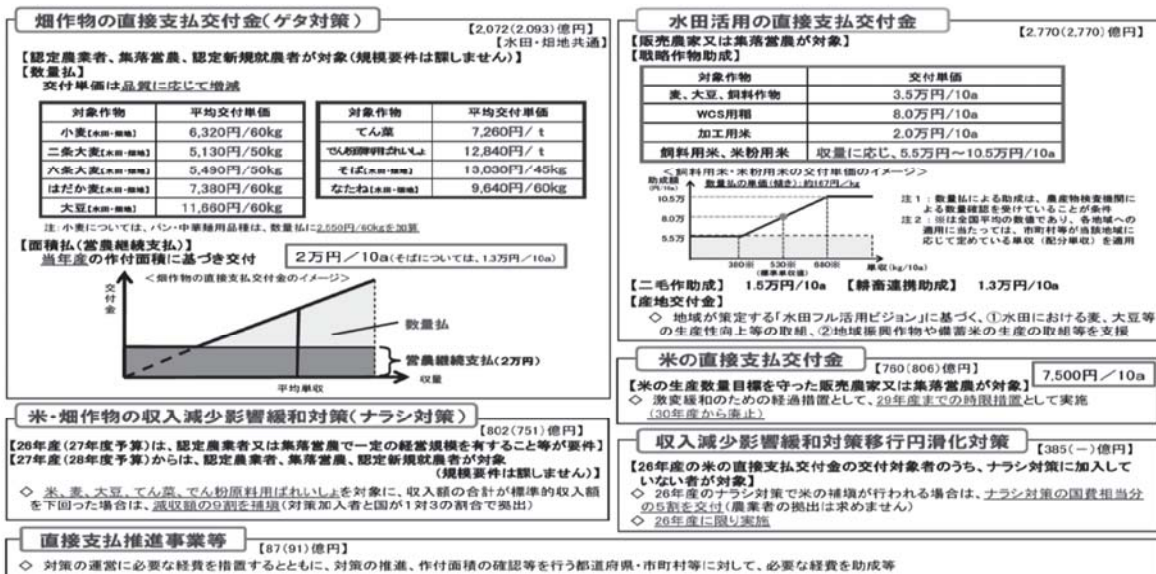 畑作物の直接支払交付金(ゲタ対策)
【2,072(2,093)億円】
【水田・畑地共通】
【認定農業者、集落営農、認定新規就農者が対象(規模要件は課しません)】
【数量払】
交付単価は品質に応じて増減
対象作物 平均交付単価
小麦【水田・畑地】 6,320円/60kg
二条大麦【水田・畑地】 5,130円/50kg
六条大麦【水田・畑地】 5,490円/50kg
はだか麦【水田・畑地】 7,380円/60kg
大豆【水田・畑地】 11,660円/60kg
対象作物 平均交付単価
てん菜 7,260円/t
でん粉原料用ばれいしょ 12,840円/t
そば【水田・畑地】 13,030円/45kg
なたね【水田・畑地】 9,640円/60kg
注:小麦については、パン・中華麺用品種は、数量払に2,550円/60kgを加算
【面積払(営農継続支払)】
当年産の作付面積に基づき交付
2万円/10a(そばについては、1.3万円/10a)
<畑作物の直接支払交付金のイメージ>
交付金
数量払
営農継続支払(2万円)
収量
平均単収
米・畑作物の収入減少影響緩和対策(ナラシ対策)
【802(751)億円】
【26年産(27年度予算)は、認定農業者又は集落営農で一定の経営規模を有すること等が要件】
【27年産(28年度予算)からは、認定農業者、集落営農、認定新規就農者が対象
(規模要件は課しません)】
◇ 米、麦、大豆、てん菜、でん粉原料用ばれいしょを対象に、収入額の合計が標準的収入額
を下回った場合は、減収額の9割を補塡(対策加入者と国が1対3の割合で拠出)
水田活用の直接支払交付金
【2,770(2,770)億円】
【販売農家又は集落営農が対象】
【戦略作物助成】
対象作物 交付単価
麦、大豆、飼料作物 3.5万円/10a
WCS用稲 8.0万円/10a
加工用米 2.0万円/10a
飼料用米、米粉用米 収量に応じ、5.5万円~10.5万円/10a
<飼料用米・米粉用米の交付単価のイメージ>
助成額
(円/10a)
数量払の単価(傾き):約167円/kg
10.5万
8.0万
5.5万
380※ 530※ 680※
(標準単収値)
単収(kg/10a)
注1:数量払による助成は、農産物検査機関に
よる数量確認を受けていることが条件
注2:※は全国平均の数値であり、各地域への
適用に当たっては、市町村等が当該地域に
応じて定めている単収(配分単収)を適用
【二毛作助成】 1.5万円/10a 【耕畜連携助成】 1.3万円/10a
【産地交付金】
◇ 地域が策定する「水田フル活用ビジョン」に基づく、①水田における麦、大豆等
の生産性向上等の取組、②地域振興作物や備蓄米の生産の取組等を支援
米の直接支払交付金
【760(806)億円】
7,500円/10a
【米の生産数量目標を守った販売農家又は集落営農が対象】
◇ 激変緩和のための経過措置として、29年産までの時限措置として実施
(30年産から廃止)
収入減少影響緩和対策移行円滑化対策
【385(-)億円】
【26年産の米の直接支払交付金の交付対象者のうち、ナラシ対策に加入して
いない者が対象】
◇ 26年産のナラシ対策で米の補塡が行われる場合は、ナラシ対策の国費相当分
の5割を交付(農業者の拠出は求めません)
◇ 26年産に限り実施
直接支払推進事業等
【87(91)億円】
◇ 対策の運営に必要な経費を措置するとともに、対策の推進、作付面積の確認等を行う都道府県・市町村等に対して、必要な経費を助成等